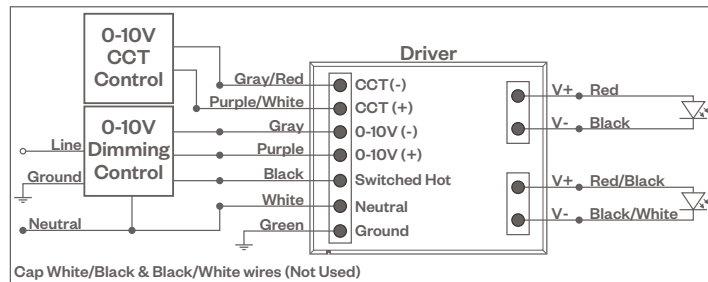 0-10V
CCT
Control
0-10V
Dimming
Control
Line
Ground
Neutral
Gray/Red
Purple/White
Gray
Purple
Black
White
Green
Driver
CCT (-)
CCT (+)
0-10V (-)
0-10V (+)
Switched Hot
Neutral
Ground
V+ Red
V- Black
V+ Red/Black
V- Black/White
Cap White/Black & Black/White wires (Not Used)